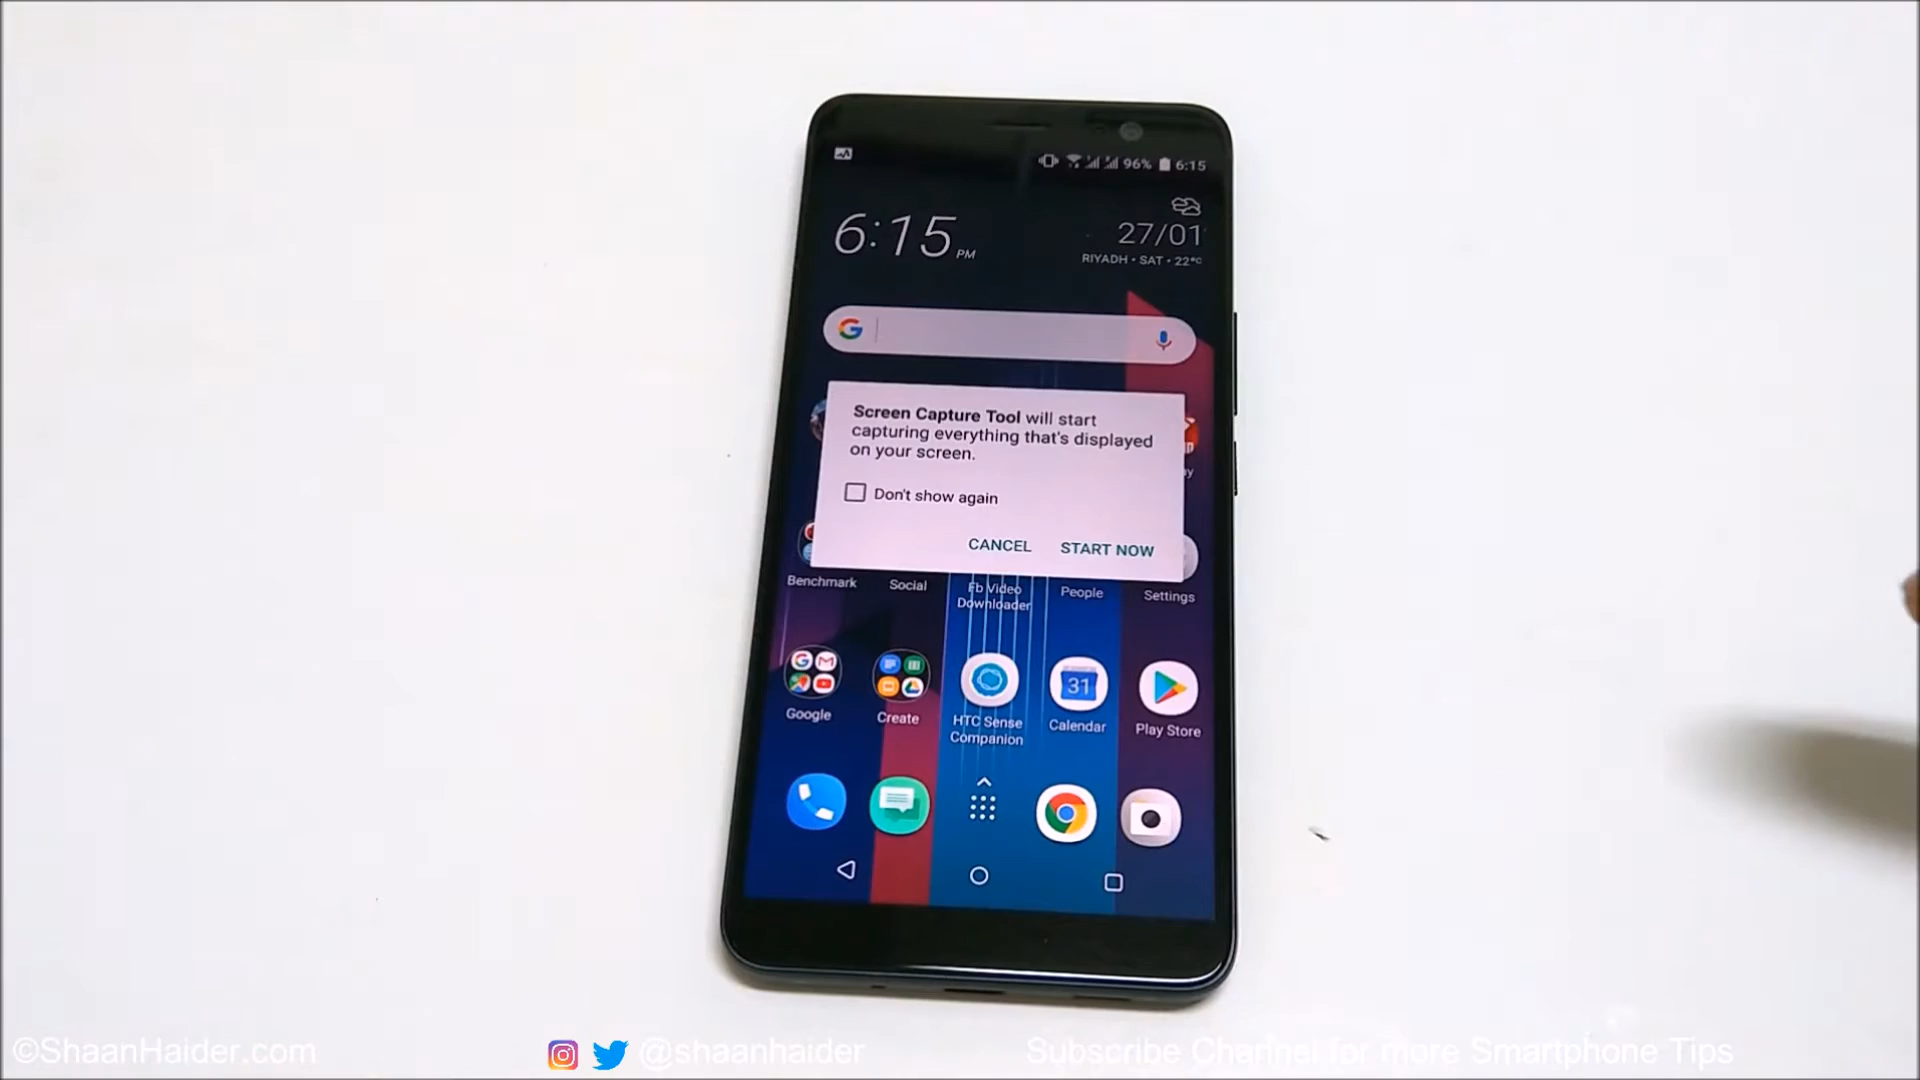 96% 6:15
6:15 PM
27/01
RIYADH • SAT • 22°C
G
Screen Capture Tool will start
capturing everything that's displayed
on your screen.
Don't show again
CANCEL START NOW
Benchmark Social Fb Video
Downloader People Settings
31
Google Create HTC Sense
Companion Calendar Play Store
©ShaanHaider.com @shaanhaider Subscribe Channel for more Smartphone Tips